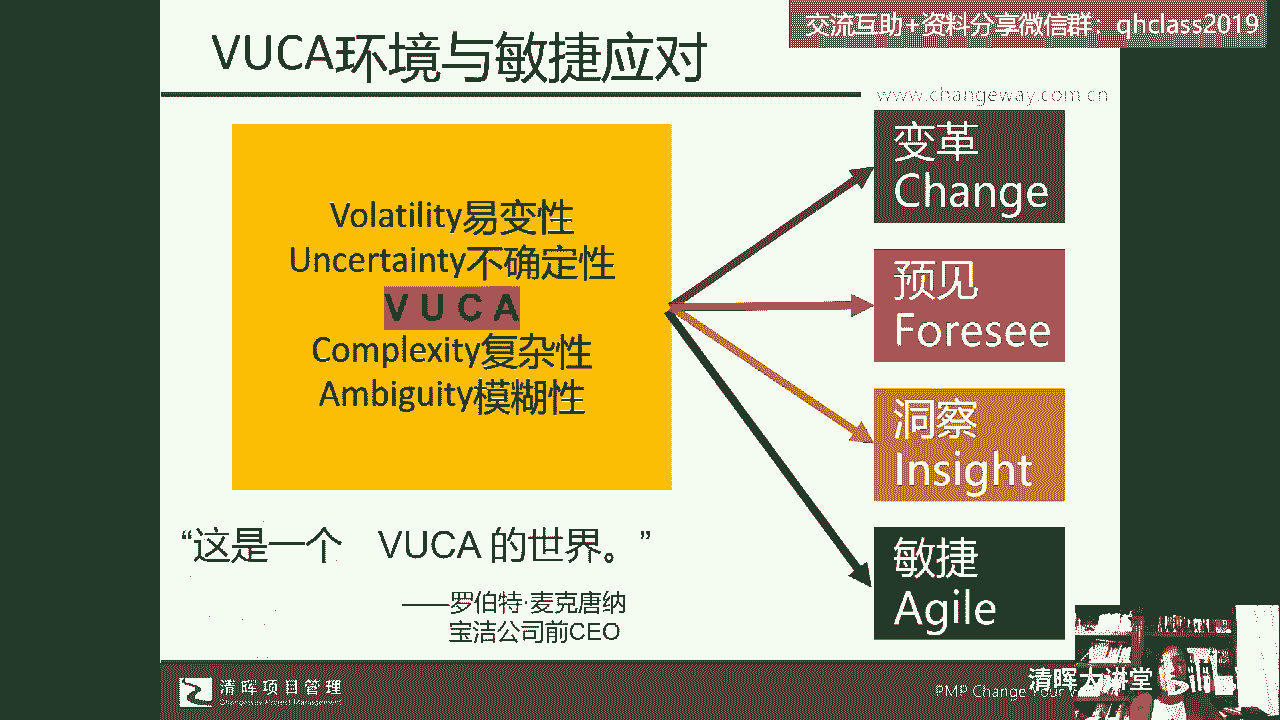 交流互助+资料分享微信群：qhclass2019
VUCA环境与敏捷应对
www.changeway.com.cn
Volatility易变性
Uncertainty不确定性
V U C A
Complexity复杂性
Ambiguity模糊性
变革
Change
预见
Foresee
洞察
Insight
敏捷
Agile
“这是一个 VUCA 的世界。”
——罗伯特·麦克唐纳
宝洁公司前CEO
清晖项目管理
Changeway Project Management
PMP Change Your
清晖大讲堂
bilibili